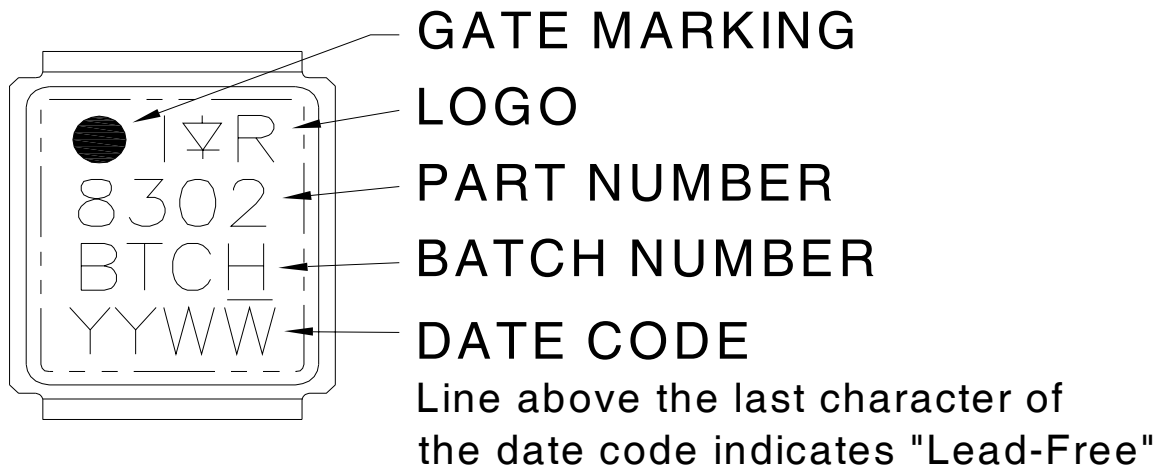 GATE MARKING
I R
LOGO
8302
PART NUMBER
BTCH
BATCH NUMBER
YYWW
DATE CODE
Line above the last character of
the date code indicates "Lead-Free"